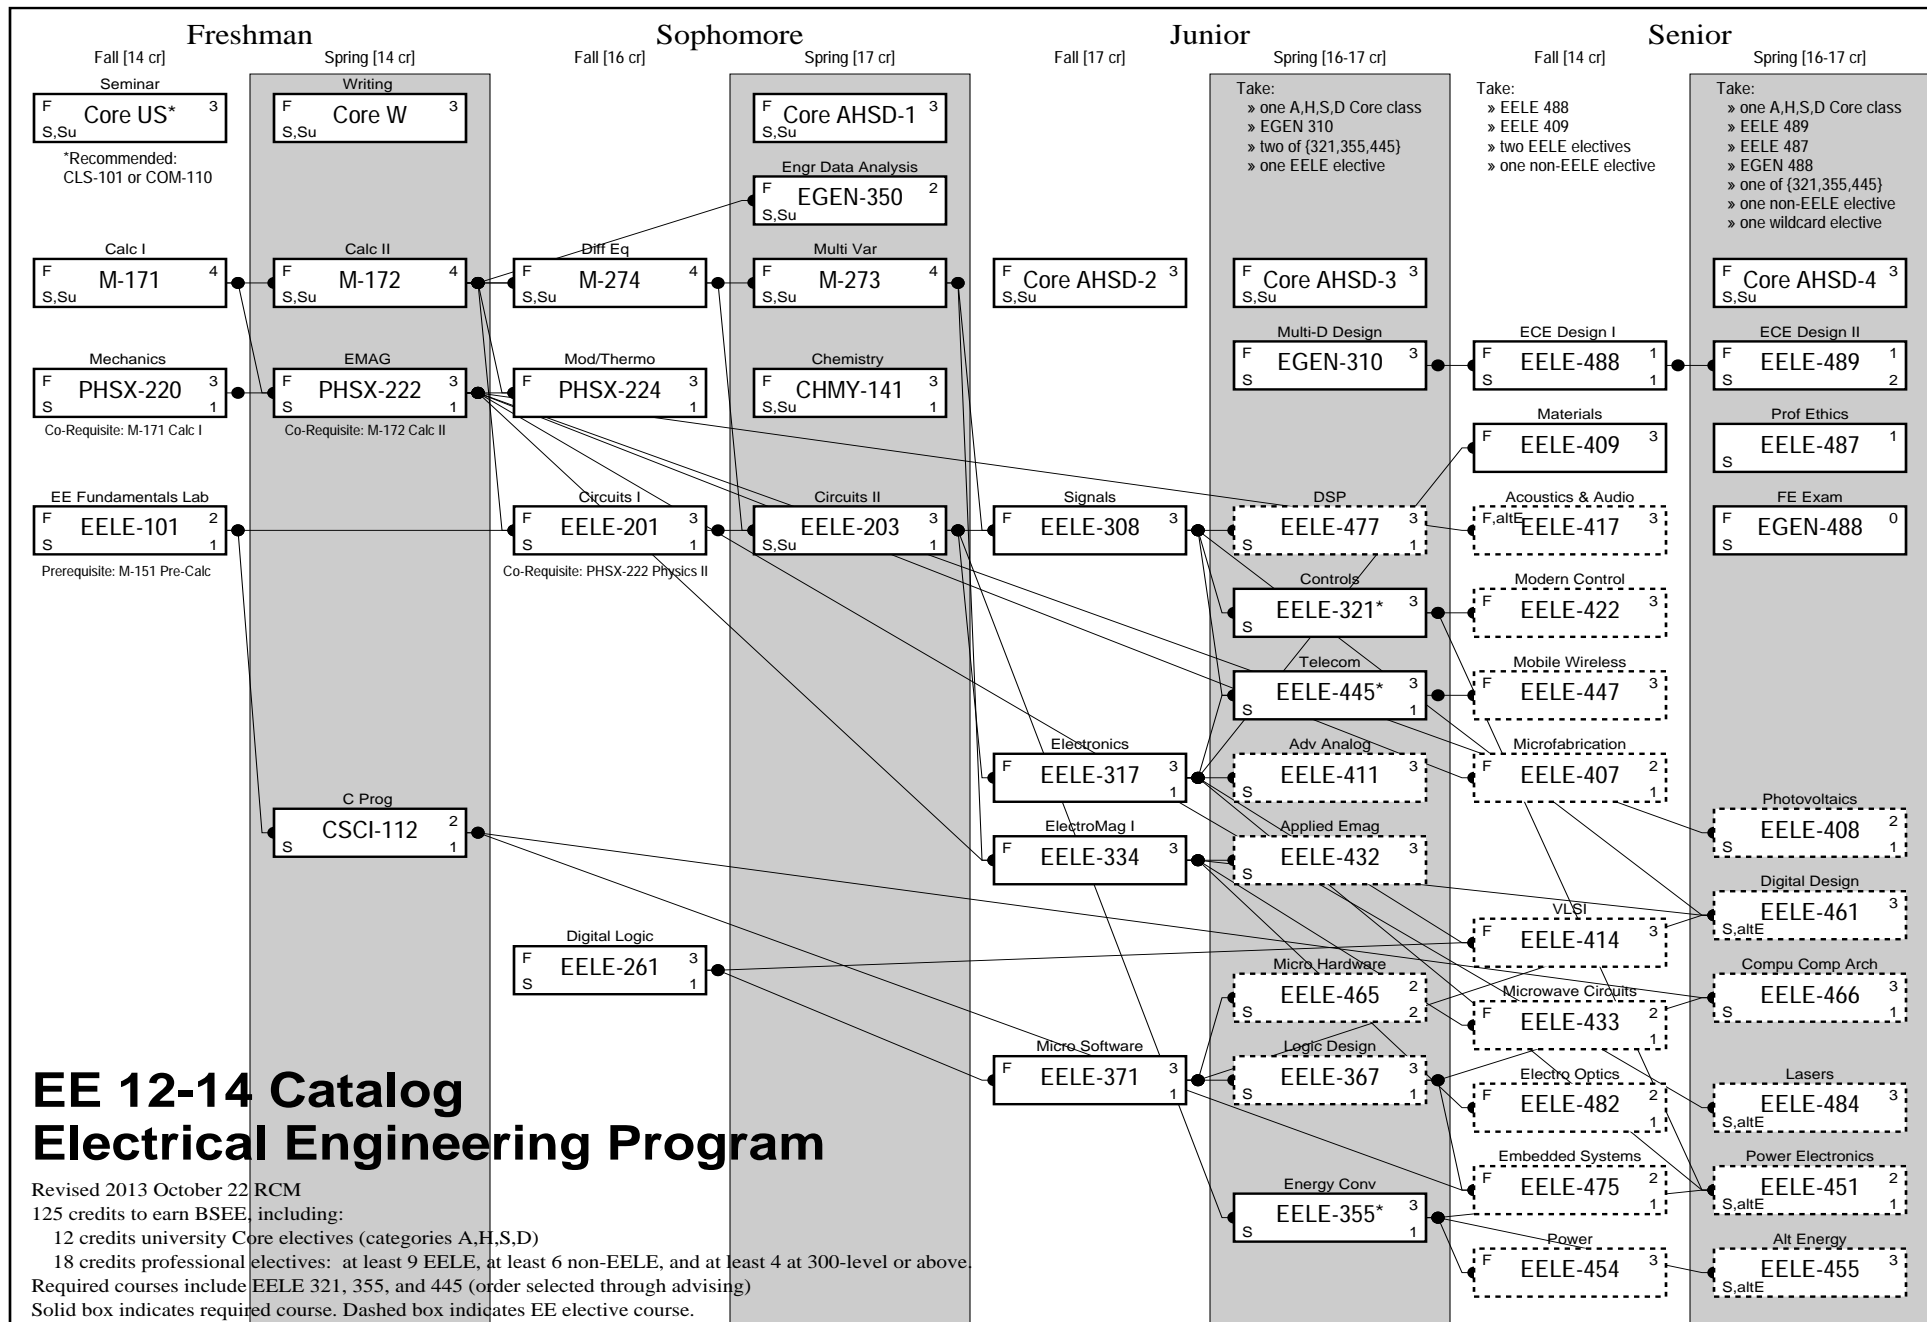 Freshman
Sophomore
Junior
Senior
Fall [14 cr]
Spring [14 cr]
Fall [16 cr]
Spring [17 cr]
Fall [17 cr]
Spring [16-17 cr]
Fall [14 cr]
Spring [16-17 cr]
Seminar
F Core US* 3
S,Su
*Recommended:
CLS-101 or COM-110
Calc I
F M-171 4
S,Su
Mechanics
F PHSX-220 3
S 1
Co-Requisite: M-171 Calc I
EE Fundamentals Lab
F EELE-101 2
S 1
Prerequisite: M-151 Pre-Calc
Writing
F Core W 3
S,Su
Calc II
F M-172 4
S,Su
EMAG
F PHSX-222 3
S 1
Co-Requisite: M-172 Calc II
C Prog
CSCI-112 2
S 1
Diff Eq
F M-274 4
S,Su
Mod/Thermo
F PHSX-224 3
1
Circuits I
F EELE-201 3
S 1
Co-Requisite: PHSX-222 Physics II
Digital Logic
F EELE-261 3
S 1
F Core AHSD-1 3
S,Su
Engr Data Analysis
F EGEN-350 2
S,Su
Multi Var
F M-273 4
S,Su
Chemistry
F CHMY-141 3
S,Su 1
Circuits II
EELE-203 3
S,Su 1
F Core AHSD-2 3
S,Su
Signals
F EELE-308 3
Electronics
F EELE-317 3
1
ElectroMag I
F EELE-334 3
Micro Software
F EELE-371 3
1
Take:
» one A,H,S,D Core class
» EGEN 310
» two of {321,355,445}
» one EELE elective
F Core AHSD-3 3
S,Su
Multi-D Design
F EGEN-310 3
S
DSP
EELE-477 3
S 1
Controls
EELE-321* 3
S
Telecom
EELE-445* 3
S 1
Adv Analog
EELE-411 3
S
Applied Emag
EELE-432 3
S
Micro Hardware
EELE-465 2
S 2
Logic Design
EELE-367 3
S 1
Energy Conv
EELE-355* 3
S 1
Take:
» EELE 488
» EELE 409
» two EELE electives
» one non-EELE elective
ECE Design I
F EELE-488 1
S 1
Materials
F EELE-409 3
Acoustics & Audio
F,altE EELE-417 3
Modern Control
F EELE-422 3
Mobile Wireless
F EELE-447 3
Microfabrication
F EELE-407 2
1
VLSI
F EELE-414 3
Microwave Circuits
F EELE-433 2
1
Electro Optics
F EELE-482 2
1
Embedded Systems
F EELE-475 2
1
Power
F EELE-454 3
Take:
» one A,H,S,D Core class
» EELE 489
» EELE 487
» EGEN 488
» one of {321,355,445}
» one non-EELE elective
» one wildcard elective
F Core AHSD-4 3
S,Su
ECE Design II
F EELE-489 1
S 2
Prof Ethics
EELE-487 1
S
FE Exam
F EGEN-488 0
S
Photovoltaics
EELE-408 2
S 1
Digital Design
EELE-461 3
S,altE
Compu Comp Arch
EELE-466 3
S 1
Lasers
EELE-484 3
S,altE
Power Electronics
EELE-451 2
S,altE 1
Alt Energy
EELE-455 3
S,altE
EE 12-14 Catalog
Electrical Engineering Program
Revised 2013 October 22 RCM
125 credits to earn BSEE, including:
12 credits university Core electives (categories A,H,S,D)
18 credits professional electives: at least 9 EELE, at least 6 non-EELE, and at least 4 at 300-level or above.
Required courses include EELE 321, 355, and 445 (order selected through advising)
Solid box indicates required course. Dashed box indicates EE elective course.